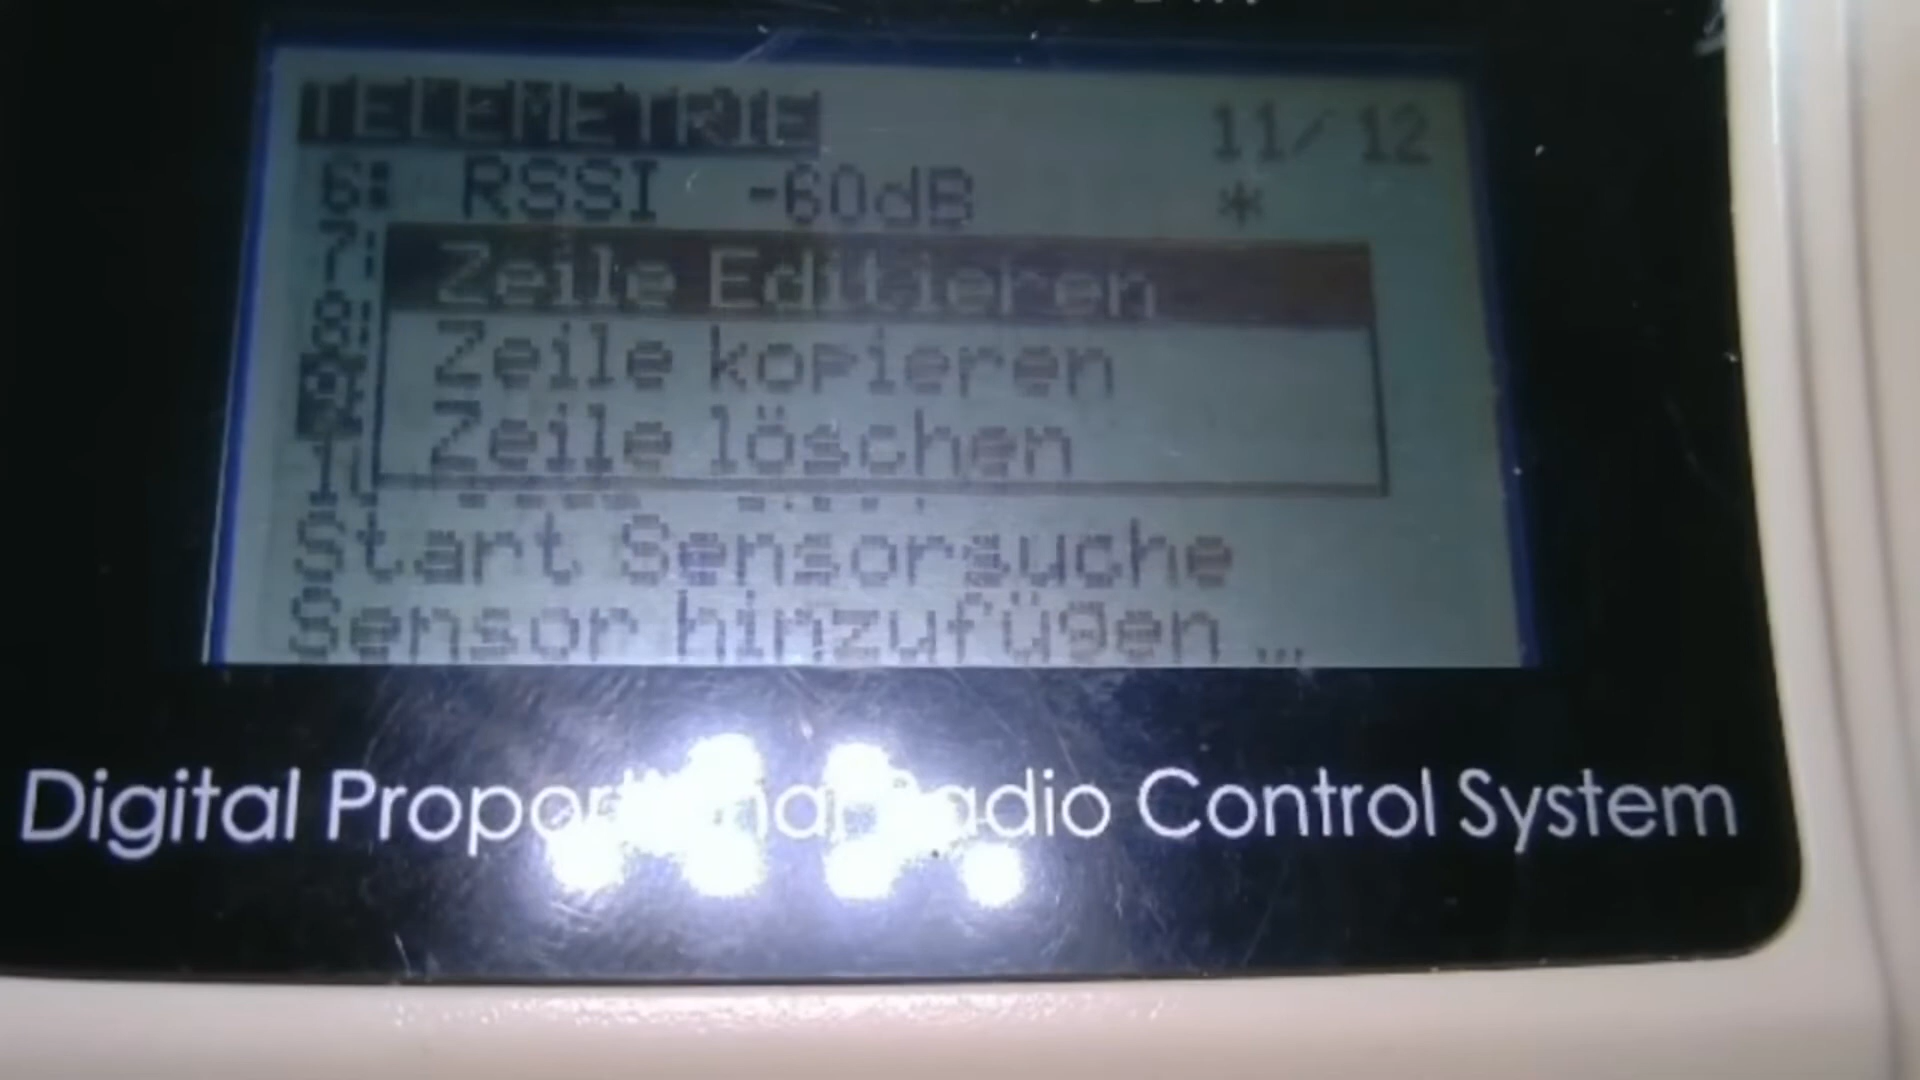 TELEMETRIE 11/12
6: RSSI -60dB *
7:
8:
Zeile Editieren
Zeile kopieren
9
Zeile löschen
1
Start Sensorsuche
Sensor hinzufügen ...
Digital Proportional Radio Control System